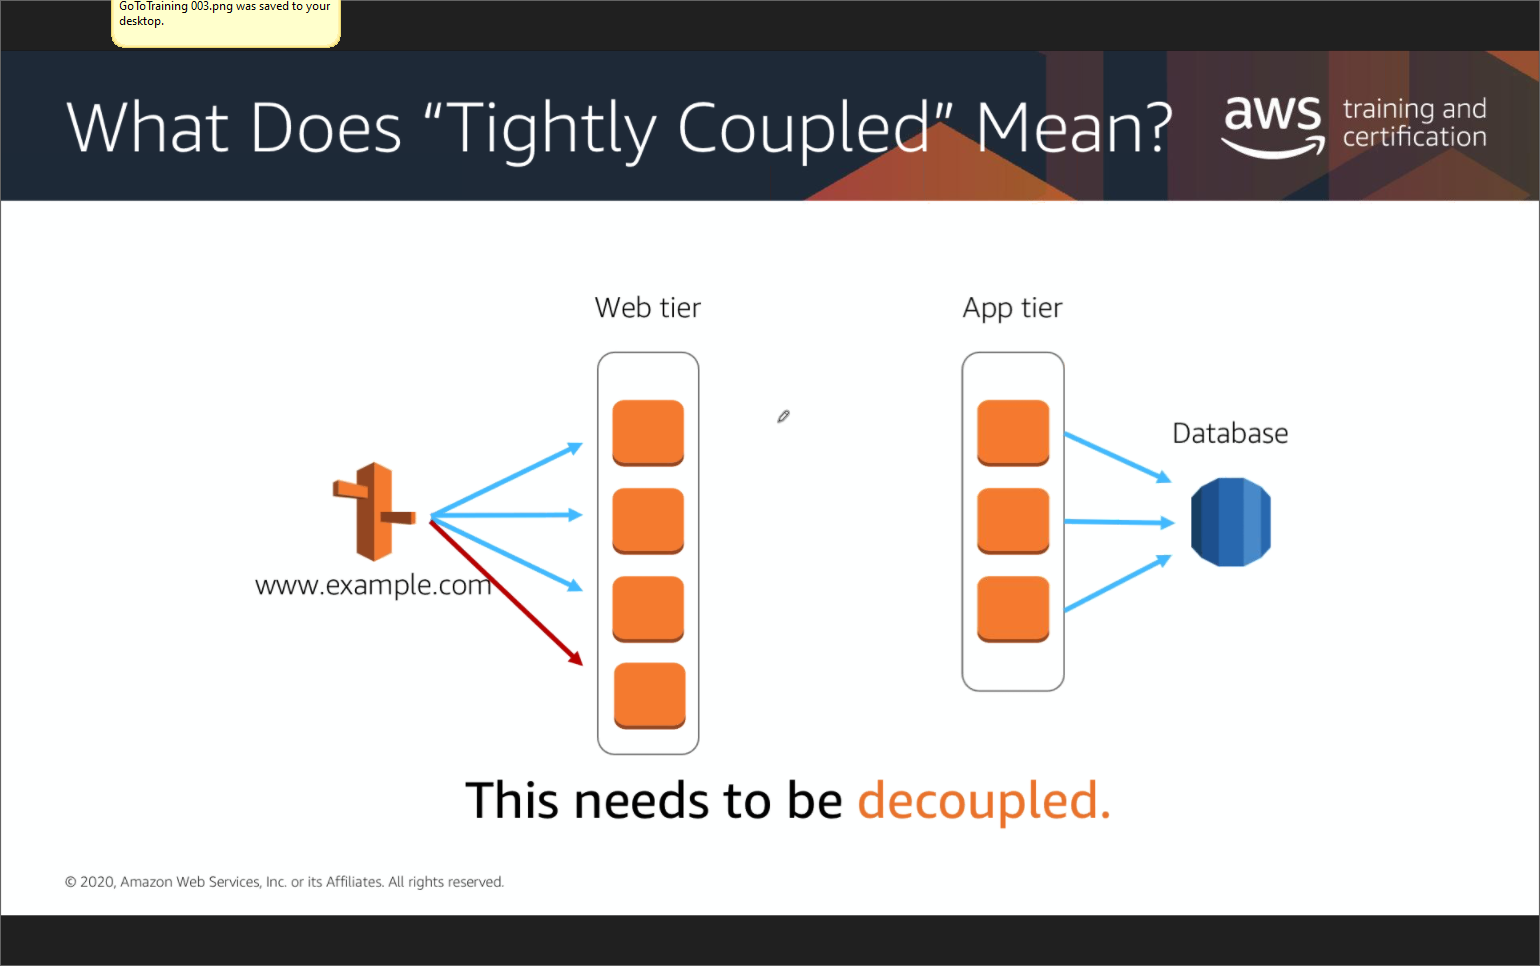 GoToTraining 003.png was saved to your
desktop.
What Does “Tightly Coupled” Mean?
aws training and
certification
Web tier
App tier
Database
www.example.com
This needs to be decoupled.
© 2020, Amazon Web Services, Inc. or its Affiliates. All rights reserved.